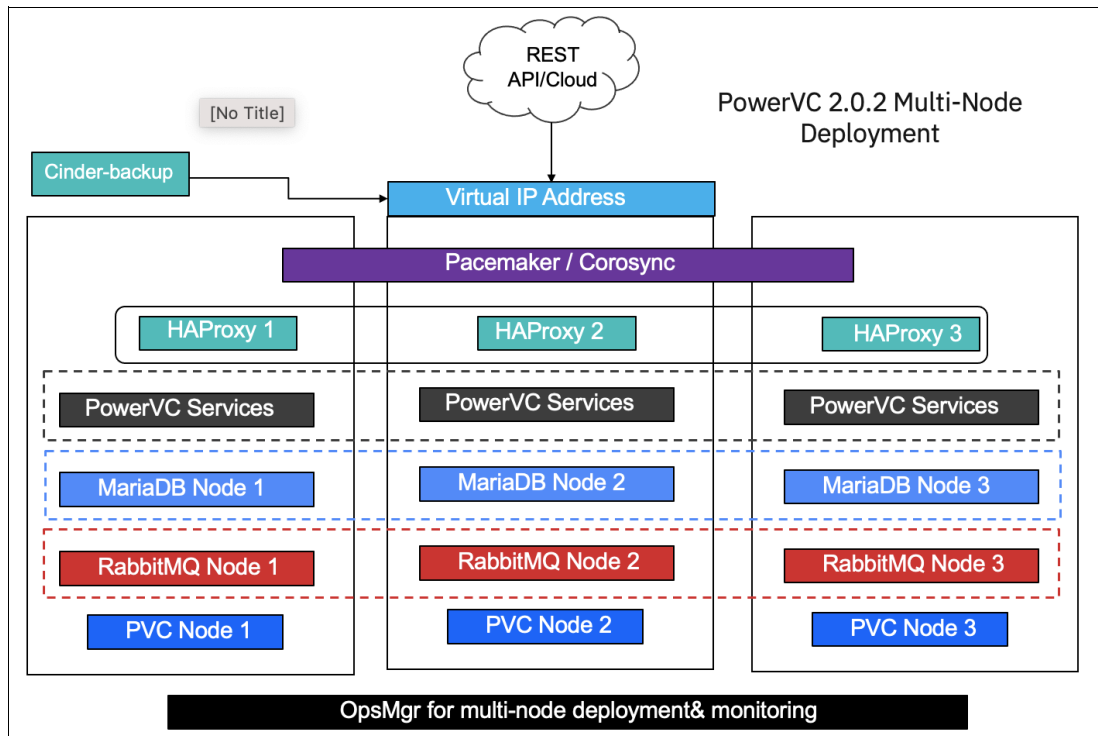 REST
API/Cloud
[No Title]
PowerVC 2.0.2 Multi-Node
Deployment
Cinder-backup
Virtual IP Address
Pacemaker / Corosync
HAProxy 1
HAProxy 2
HAProxy 3
PowerVC Services
PowerVC Services
PowerVC Services
MariaDB Node 1
MariaDB Node 2
MariaDB Node 3
RabbitMQ Node 1
RabbitMQ Node 2
RabbitMQ Node 3
PVC Node 1
PVC Node 2
PVC Node 3
OpsMgr for multi-node deployment& monitoring